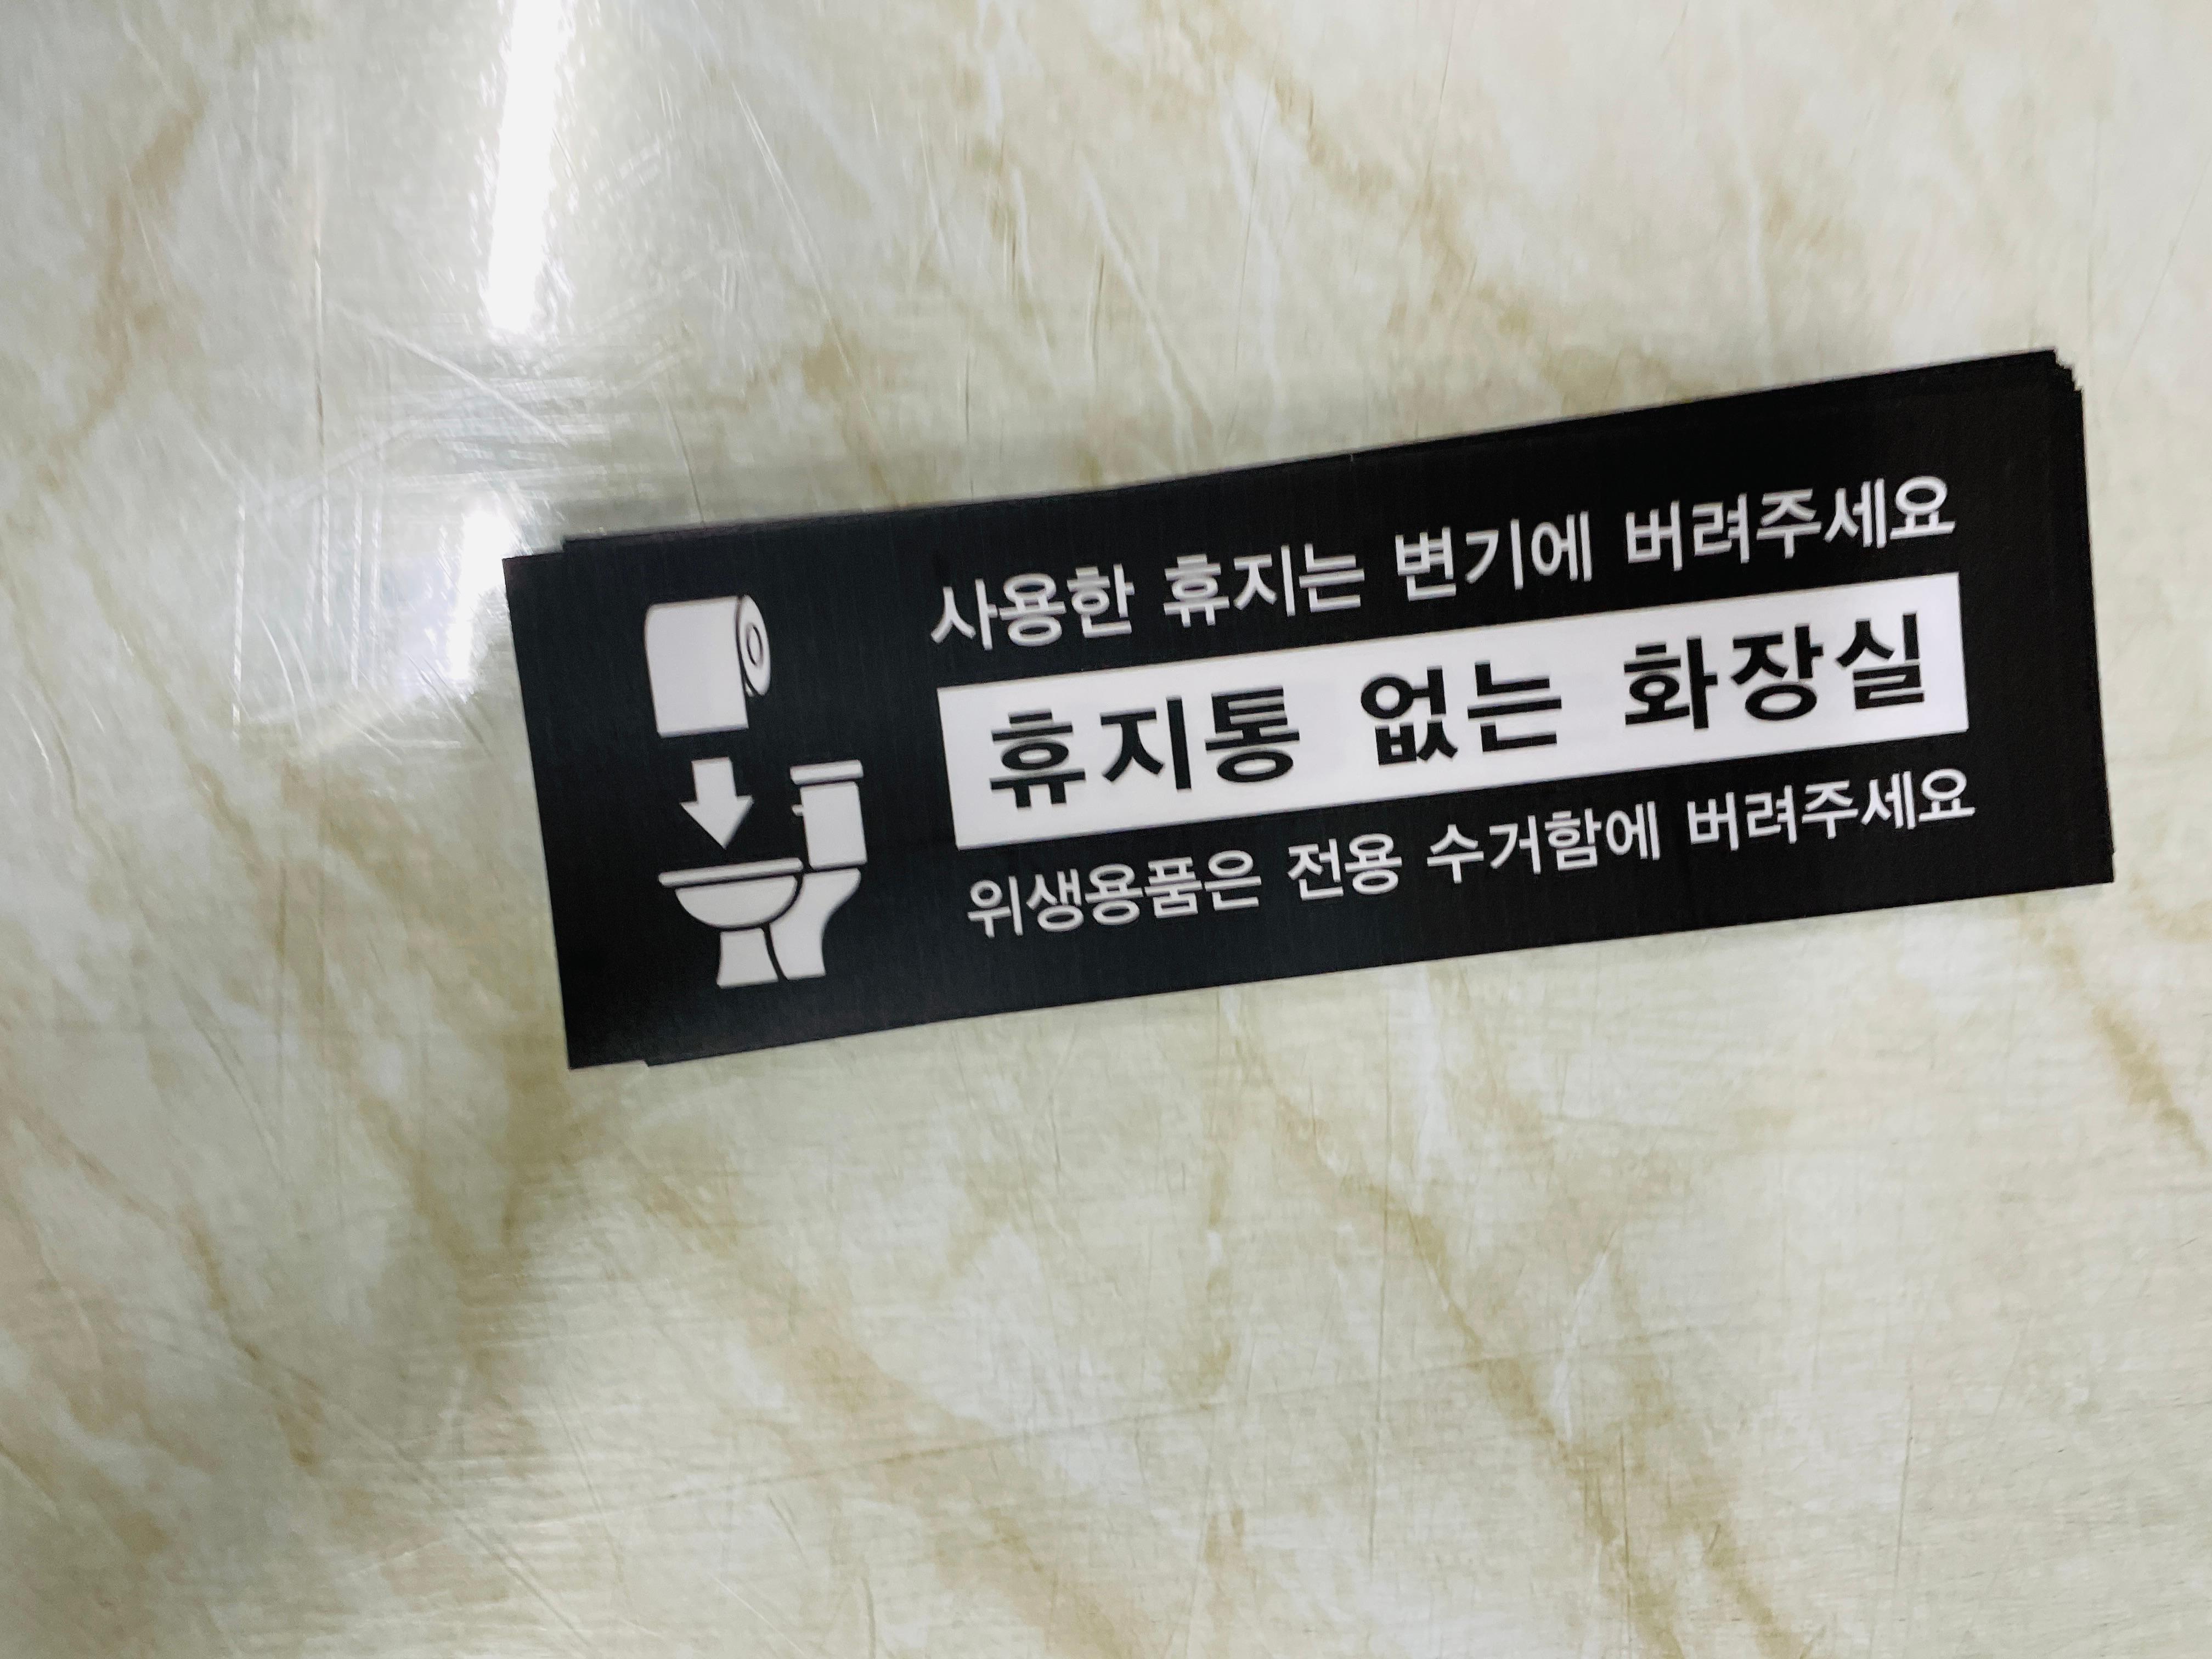 사용한 휴지는 변기에 버려주세요
휴지통 없는 화장실
위생용품은 전용 수거함에 버려주세요